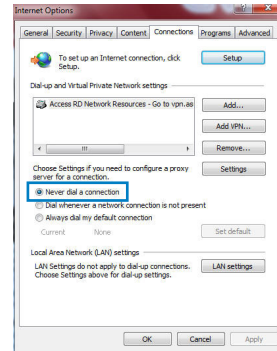 Internet Options
General Security Privacy Content Connections Programs Advanced
To set up an Internet connection, click
Setup.
Setup
Dial-up and Virtual Private Network settings
Access RD Network Resources - Go to vpn.as
Add...
Add VPN...
Remove...
Choose Settings if you need to configure a proxy
server for a connection.
Settings
Never dial a connection
Dial whenever a network connection is not present
Always dial my default connection
Current None
Set default
Local Area Network (LAN) settings
LAN Settings do not apply to dial-up connections.
Choose Settings above for dial-up settings.
LAN settings
OK Cancel Apply